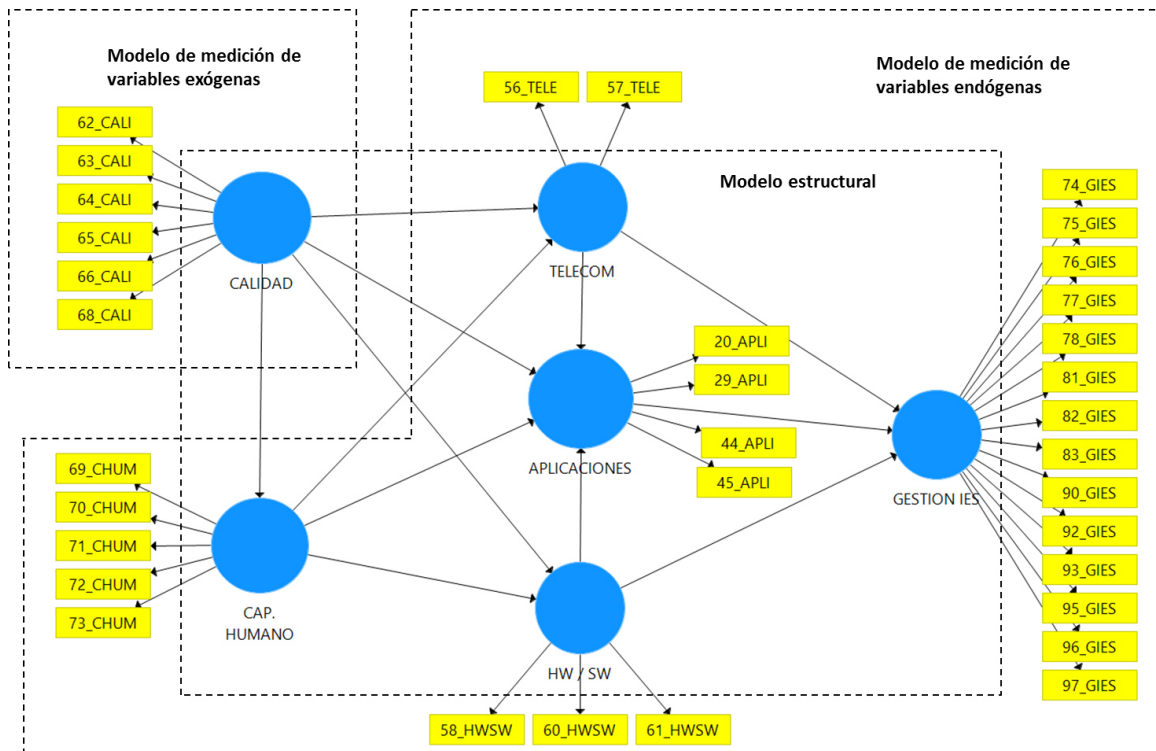 Modelo de medición de
variables exógenas
Modelo de medición de
variables endógenas
56_TELE
57_TELE
62_CALI
63_CALI
64_CALI
65_CALI
66_CALI
68_CALI
CALIDAD
TELECOM
Modelo estructural
74_GIES
75_GIES
76_GIES
77_GIES
78_GIES
81_GIES
82_GIES
83_GIES
90_GIES
92_GIES
93_GIES
95_GIES
96_GIES
97_GIES
20_APLI
29_APLI
44_APLI
45_APLI
APLICACIONES
GESTION IES
69_CHUM
70_CHUM
71_CHUM
72_CHUM
73_CHUM
CAP.
HUMANO
HW / SW
58_HWSW
60_HWSW
61_HWSW